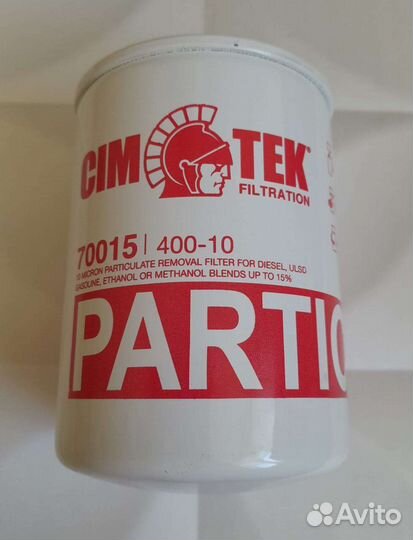 CIM TEK®
FILTRATION
70015 | 400-10
10 MICRON PARTICULATE REMOVAL FILTER FOR DIESEL, ULSD
GASOLINE, ETHANOL OR METHANOL BLENDS UP TO 15%
PARTIC
Avito